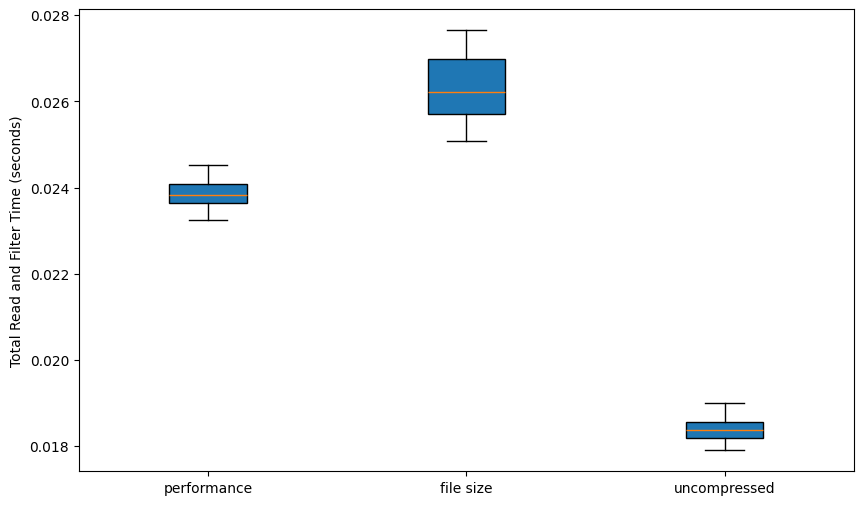 Total Read and Filter Time (seconds)
0.028
0.026
0.024
0.022
0.020
0.018
performance
file size
uncompressed